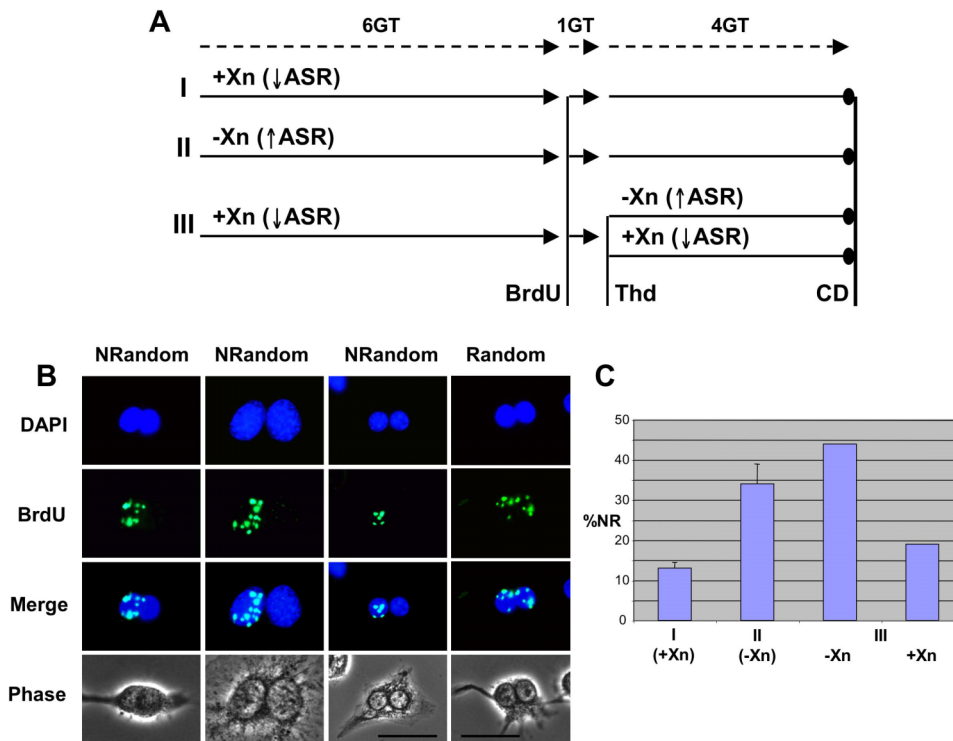 A
6GT 1GT 4GT
I +Xn (↓ASR)
II -Xn (↑ASR)
III +Xn (↓ASR)
-Xn (↑ASR)
+Xn (↓ASR)
BrdU Thd CD
B
NRandom NRandom NRandom Random
DAPI
BrdU
Merge
Phase
C
50
40
30
20
10
0
%NR
I II III
(+Xn) (-Xn) -Xn +Xn